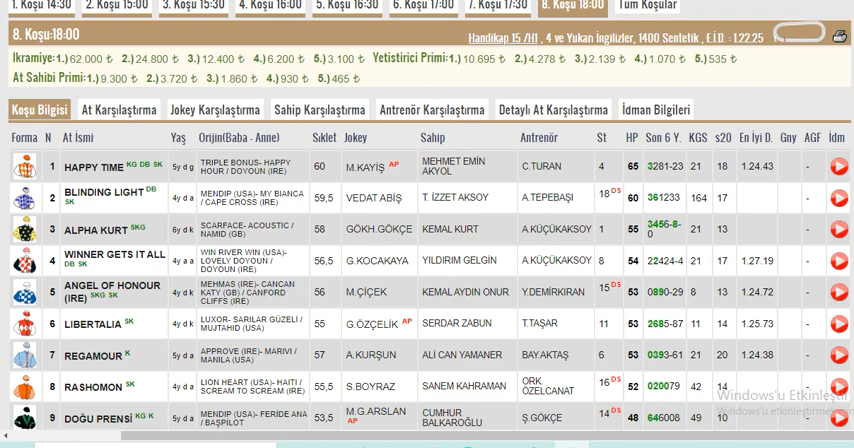 1. Koşu 14:30 2. Koşu 15:00 3. Koşu 15:30 4. Koşu 16:00 5. Koşu 16:30 6. Koşu 17:00 7. Koşu 17:30 8. Koşu 18:00 Tüm Koşular
8. Koşu:18:00 Handikap 15 /H1 , 4 ve Yukarı İngilizler, 1400 Sentetik , E.İ.D. : 1.22.25
Ikramiye:1.) 62.000 ₺ 2.) 24.800 ₺ 3.) 12.400 ₺ 4.) 6.200 ₺ 5.) 3.100 ₺ Yetistirici Primi:1.) 10.695 ₺ 2.) 4.278 ₺ 3.) 2.139 ₺ 4.) 1.070 ₺ 5.) 535 ₺
At Sahibi Primi:1.) 9.300 ₺ 2.) 3.720 ₺ 3.) 1.860 ₺ 4.) 930 ₺ 5.) 465 ₺
Koşu Bilgisi At Karşılaştırma Jokey Karşılaştırma Sahip Karşılaştırma Antrenör Karşılaştırma Detaylı At Karşılaştırma İdman Bilgileri
Forma N At İsmi Yaş Orijin(Baba - Anne) Sıklet Jokey Sahip Antrenör St HP Son 6 Y. KGS s20 En İyi D. Gny AGF İdm
1 HAPPY TIME KG DB SK 5y d g TRIPLE BONUS- HAPPY HOUR / DOYOUN (IRE) 60 M.KAYİŞ AP MEHMET EMİN AKYOL C.TURAN 4 65 3281-23 21 18 1.24.43 -
2 BLINDING LIGHT DB SK 4y d a MENDIP (USA)- MY BIANCA / CAPE CROSS (IRE) 59,5 VEDAT ABİŞ T. İZZET AKSOY A.TEPEBAŞI 18 DS 60 361233 164 17 -
3 ALPHA KURT SKG 6y d k SCARFACE- ACOUSTIC / NAMID (GB) 58 GÖKH.GÖKÇE KEMAL KURT A.KÜÇÜKAKSOY 1 55 3456-8-0 21 13 -
4 WINNER GETS IT ALL DB SK 4y a a WIN RIVER WIN (USA)- LOVELY DOYOUN / DOYOUN (IRE) 56,5 G.KOCAKAYA YILDIRIM GELGİN A.KÜÇÜKAKSOY 8 54 22424-4 21 17 1.27.19 -
5 ANGEL OF HONOUR (IRE) SKG SK 4y d k MEHMAS (IRE)- CANCAN KATY (GB) / CANFORD CLIFFS (IRE) 56 M.ÇİÇEK KEMAL AYDIN ONUR Y.DEMİRKIRAN 15 DS 53 0890-29 8 13 1.24.72 -
6 LIBERTALIA SK 4y d k LUXOR- SARILAR GÜZELİ / MUJTAHID (USA) 55 G.ÖZÇELİK AP SERDAR ZABUN T.TAŞAR 11 53 2685-87 11 14 1.25.73 -
7 REGAMOUR K 5y d a APPROVE (IRE)- MARIVI / MANILA (USA) 57 A.KURŞUN ALİ CAN YAMANER BAY.AKTAŞ 6 53 0393-61 21 20 1.24.38 -
8 RASHOMON SK 4y a a LION HEART (USA)- HAITI / SCREAM TO SCREAM (IRE) 55,5 S.BOYRAZ SANEM KAHRAMAN ORK. ÖZELCANAT 16 DS 52 020079 42 14 -
9 DOĞU PRENSİ KG K 5y d a MENDIP (USA)- FERIDE ANA / BAŞPİLOT 53,5 M.G.ARSLAN AP CUMHUR BALKAROĞLU Ş.GÖKÇE 14 DS 48 646008 49 10 -
Windows'u Etkinleştir
Windows'u etkinleştirmek